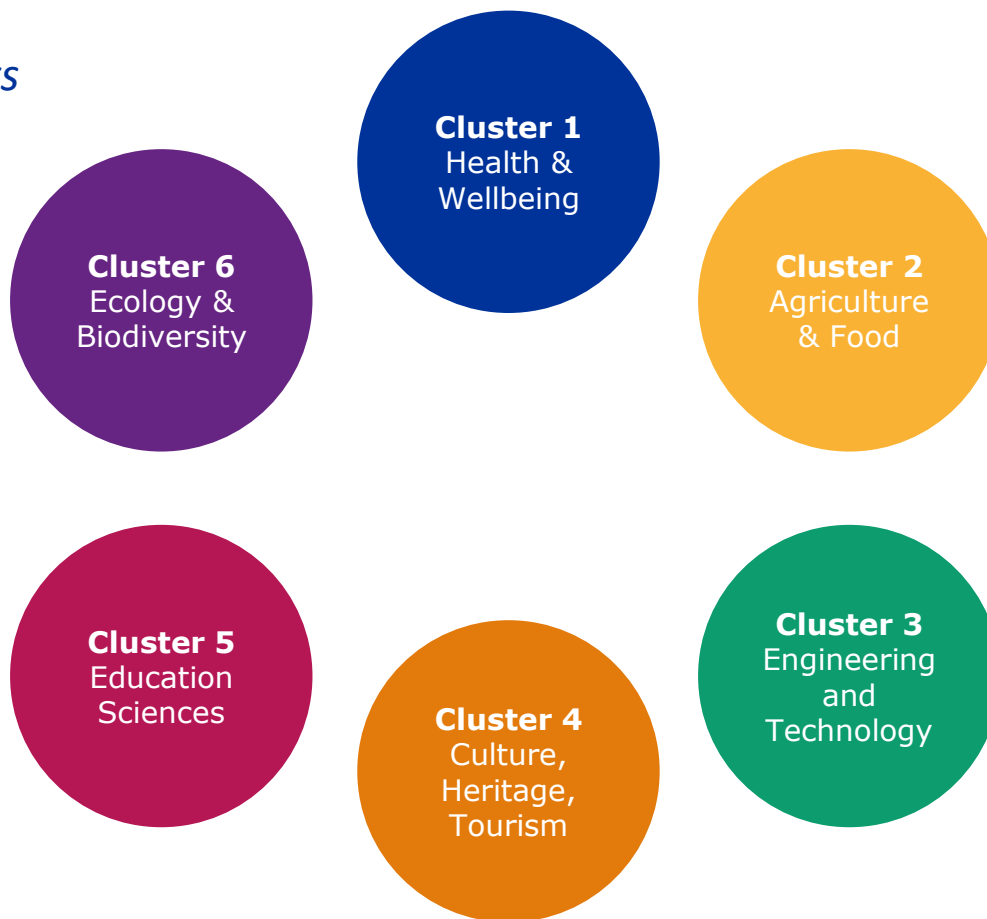 Cluster 1
Health &
Wellbeing
Cluster 2
Agriculture
& Food
Cluster 3
Engineering
and
Technology
Cluster 4
Culture,
Heritage,
Tourism
Cluster 5
Education
Sciences
Cluster 6
Ecology &
Biodiversity